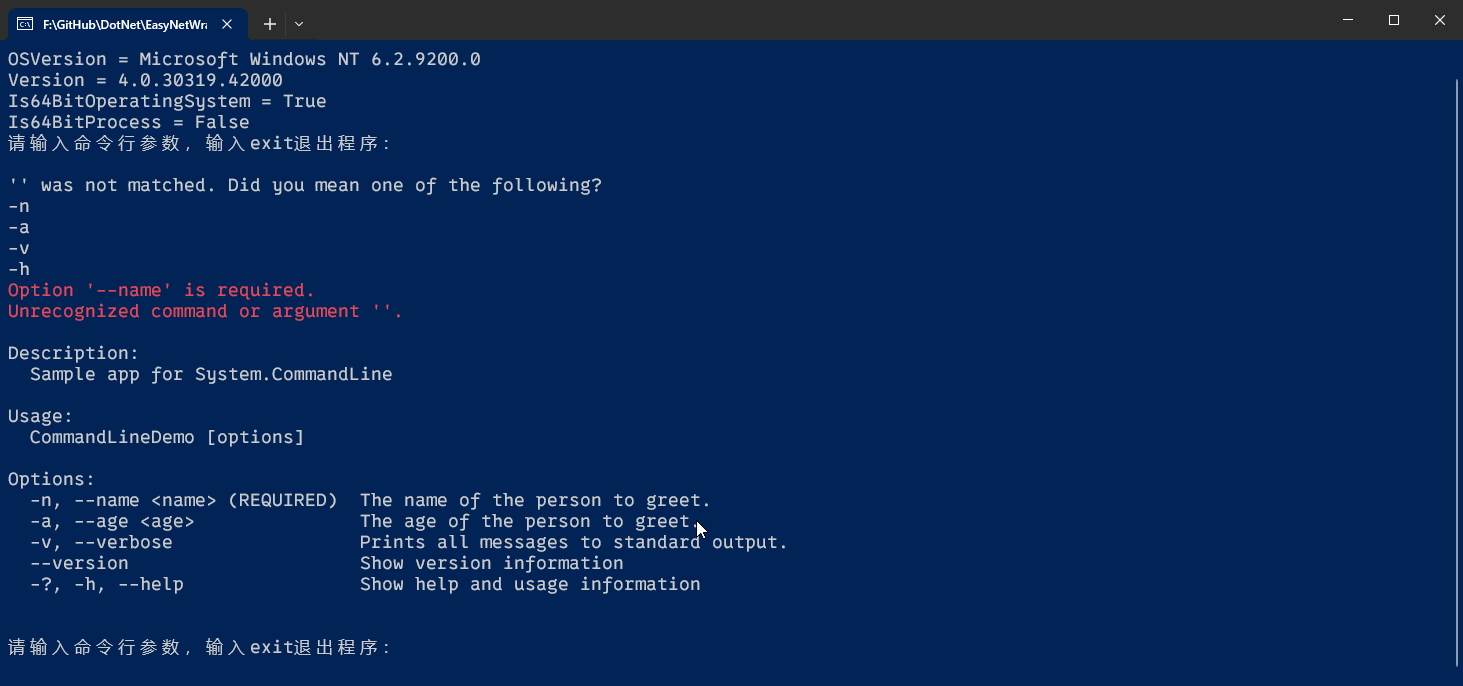 F:\GitHub\DotNet\EasyNetWra
OSVersion = Microsoft Windows NT 6.2.9200.0
Version = 4.0.30319.42000
Is64BitOperatingSystem = True
Is64BitProcess = False
请输入命令行参数，输入exit退出程序：
'' was not matched. Did you mean one of the following?
-n
-a
-v
-h
Option '--name' is required.
Unrecognized command or argument ''.
Description:
  Sample app for System.CommandLine
Usage:
  CommandLineDemo [options]
Options:
  -n, --name <name> (REQUIRED)  The name of the person to greet.
  -a, --age <age>               The age of the person to greet.
  -v, --verbose                 Prints all messages to standard output.
  --version                     Show version information
  -?, -h, --help                Show help and usage information
请输入命令行参数，输入exit退出程序：